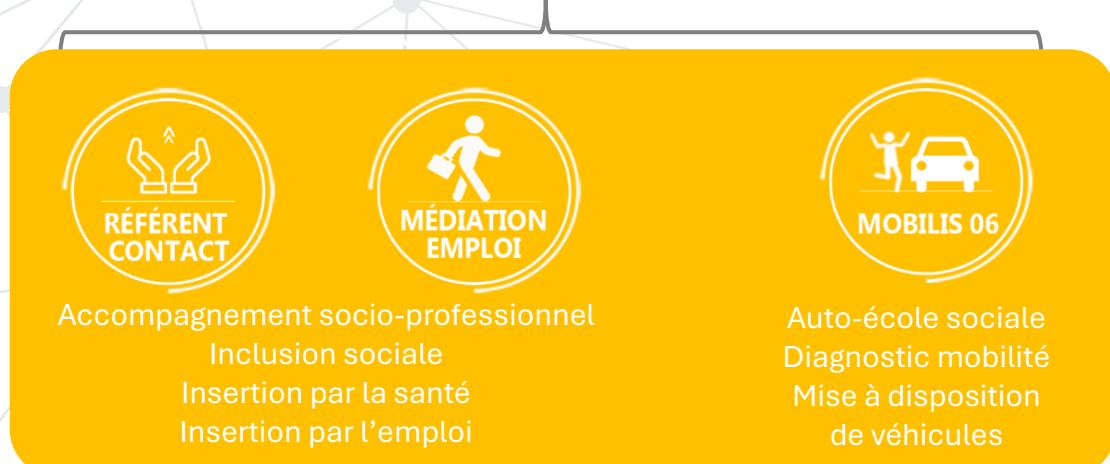 RÉFÉRENT
CONTACT
MÉDIATION
EMPLOI
Accompagnement socio-professionnel
Inclusion sociale
Insertion par la santé
Insertion par l’emploi
MOBILIS 06
Auto-école sociale
Diagnostic mobilité
Mise à disposition
de véhicules